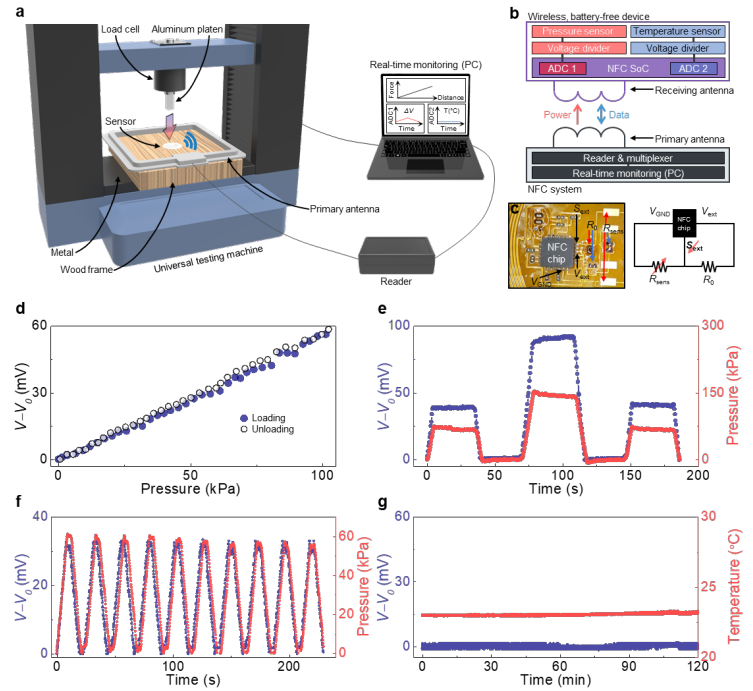 a
Load cell
Aluminum platen
Sensor
Real-time monitoring (PC)
Force
Distance
ADC1
ΔV
Time
ADC2
T(°C)
Time
Primary antenna
Metal
Wood frame
Universal testing machine
Reader
b
Wireless, battery-free device
Pressure sensor
Temperature sensor
Voltage divider
Voltage divider
ADC 1
NFC SoC
ADC 2
Receiving antenna
Power
Data
Primary antenna
Reader & multiplexer
Real-time monitoring (PC)
NFC system
c
Sext
R0
Rsens
NFC
chip
Vext
VGND
VGND
NFC
chip
Vext
Sext
Rsens
R0
d
60
30
0
V–V0 (mV)
Loading
Unloading
0
50
100
Pressure (kPa)
e
100
50
0
V–V0 (mV)
300
150
0
Pressure (kPa)
0
50
100
150
200
Time (s)
f
40
20
0
V–V0 (mV)
60
40
20
0
Pressure (kPa)
0
100
200
Time (s)
g
60
30
0
V–V0 (mV)
30
25
20
Temperature (°C)
0
30
60
90
120
Time (min)